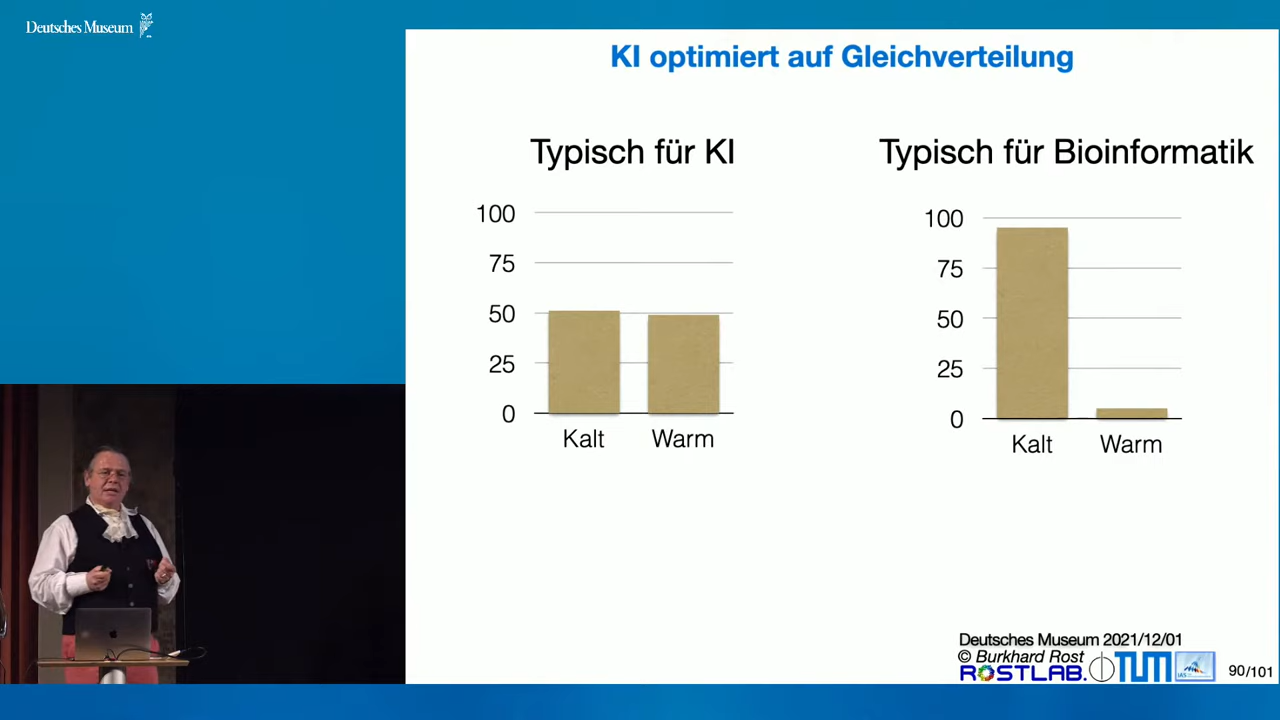 Deutsches Museum
KI optimiert auf Gleichverteilung
Typisch für KI
100
75
50
25
0
Kalt Warm
Typisch für Bioinformatik
100
75
50
25
0
Kalt Warm
Deutsches Museum 2021/12/01
© Burkhard Rost
ROSTLAB. TUM IAS
90/101